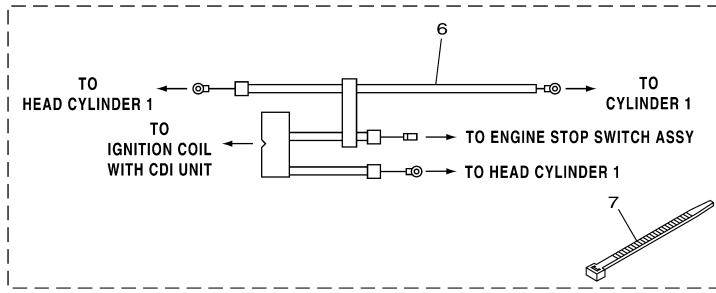 6
TO
HEAD CYLINDER 1
TO
CYLINDER 1
TO
IGNITION COIL
WITH CDI UNIT
TO ENGINE STOP SWITCH ASSY
TO HEAD CYLINDER 1
7